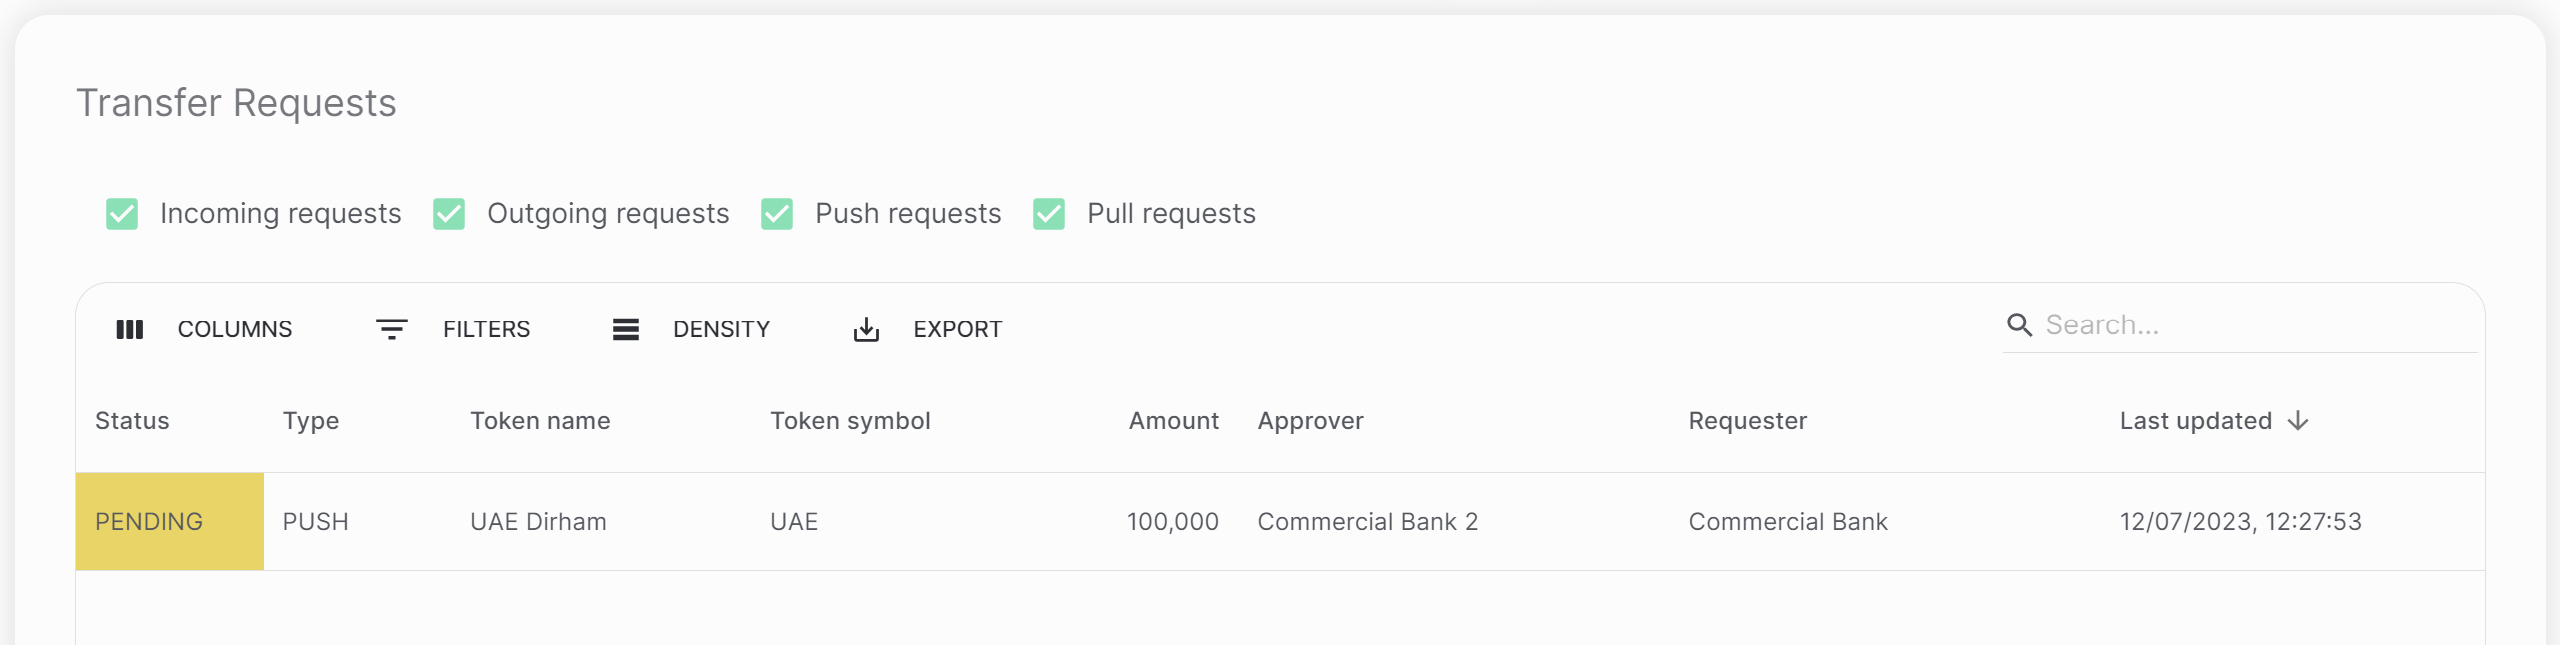 Transfer Requests
Incoming requests Outgoing requests Push requests Pull requests
COLUMNS FILTERS DENSITY EXPORT Search...
Status Type Token name Token symbol Amount Approver Requester Last updated
PENDING PUSH UAE Dirham UAE 100,000 Commercial Bank 2 Commercial Bank 12/07/2023, 12:27:53